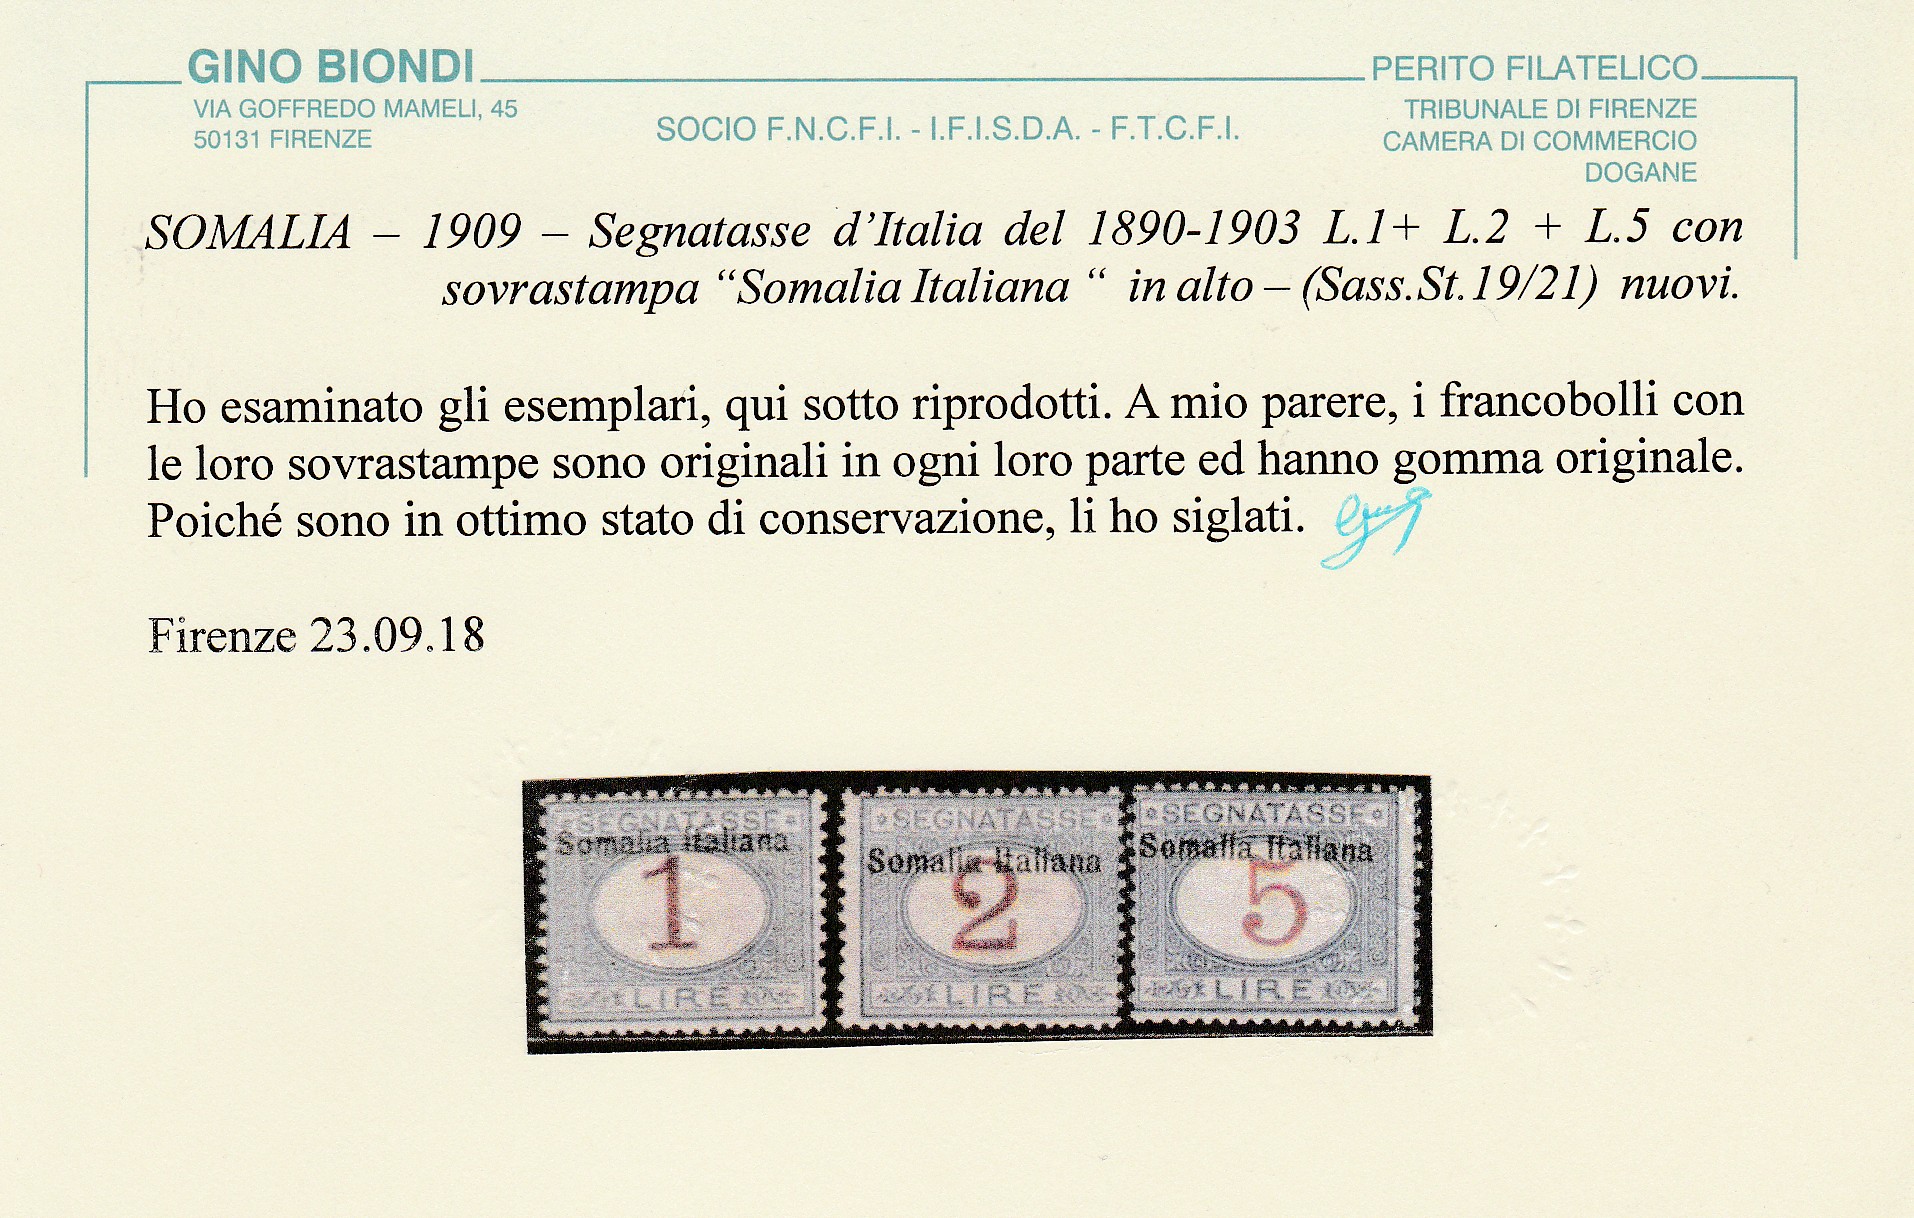 GINO BIONDI
VIA GOFFREDO MAMELI, 45
50131 FIRENZE
SOCIO F.N.C.F.I. - I.F.I.S.D.A. - F.T.C.F.I.
PERITO FILATELICO
TRIBUNALE DI FIRENZE
CAMERA DI COMMERCIO
DOGANE
SOMALIA – 1909 – Segnatasse d'Italia del 1890-1903 L.1+ L.2 + L.5 con
sovrastampa “Somalia Italiana “ in alto – (Sass.St.19/21) nuovi.
Ho esaminato gli esemplari, qui sotto riprodotti. A mio parere, i francobolli con
le loro sovrastampe sono originali in ogni loro parte ed hanno gomma originale.
Poiché sono in ottimo stato di conservazione, li ho siglati.
Firenze 23.09.18
SEGNATASSE
Somalia Italiana
1
LIRE
SEGNATASSE
Somalia Italiana
2
LIRE
SEGNATASSE
Somalia Italiana
5
LIRE